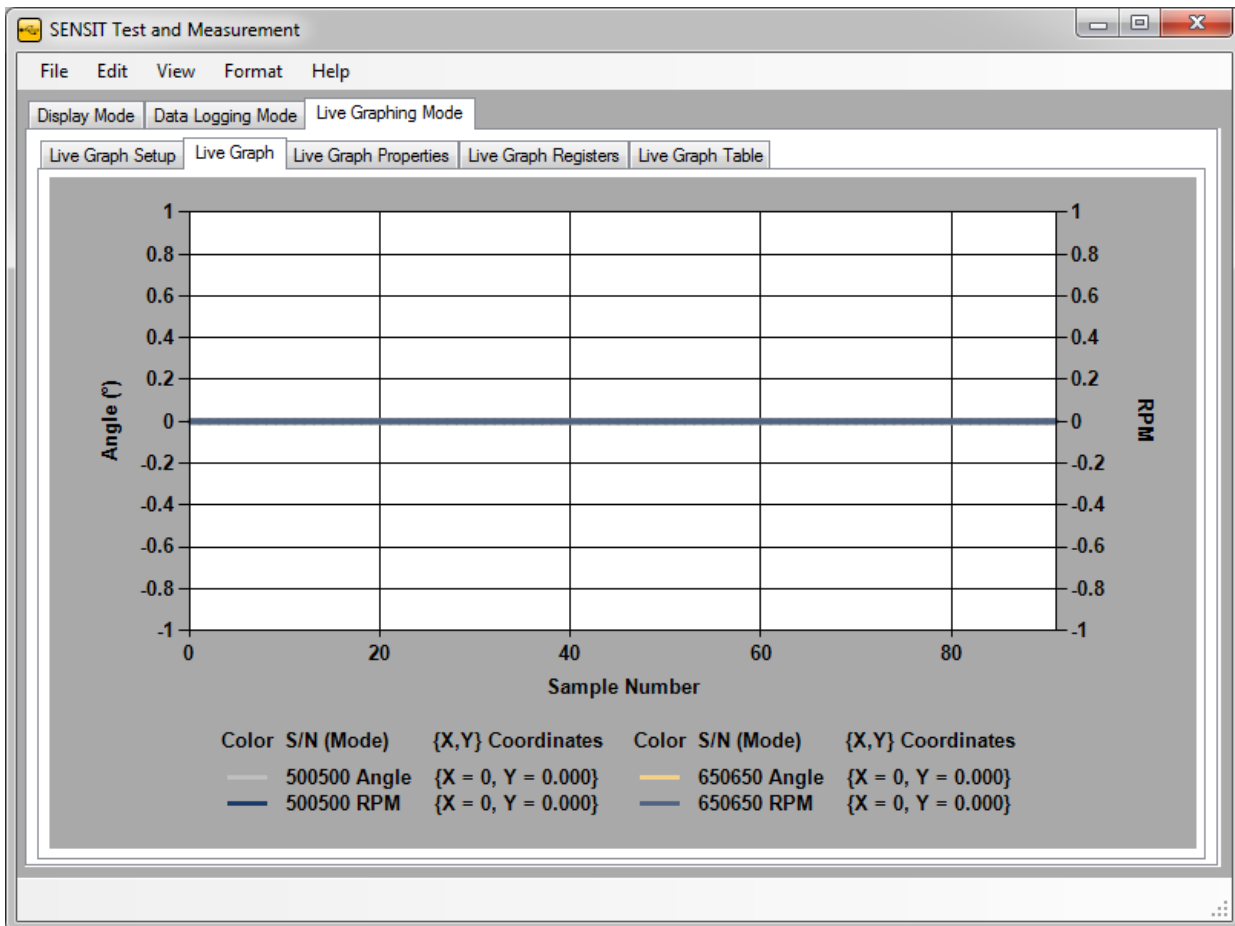 SENSIT Test and Measurement
File Edit View Format Help
Display Mode Data Logging Mode Live Graphing Mode
Live Graph Setup Live Graph Live Graph Properties Live Graph Registers Live Graph Table
1 1
0.8 0.8
0.6 0.6
0.4 0.4
0.2 0.2
0 0
-0.2 -0.2
-0.4 -0.4
-0.6 -0.6
-0.8 -0.8
-1 -1
Angle (°)
RPM
0 20 40 60 80
Sample Number
Color S/N (Mode) {X,Y} Coordinates Color S/N (Mode) {X,Y} Coordinates
500500 Angle {X = 0, Y = 0.000} 650650 Angle {X = 0, Y = 0.000}
500500 RPM {X = 0, Y = 0.000} 650650 RPM {X = 0, Y = 0.000}